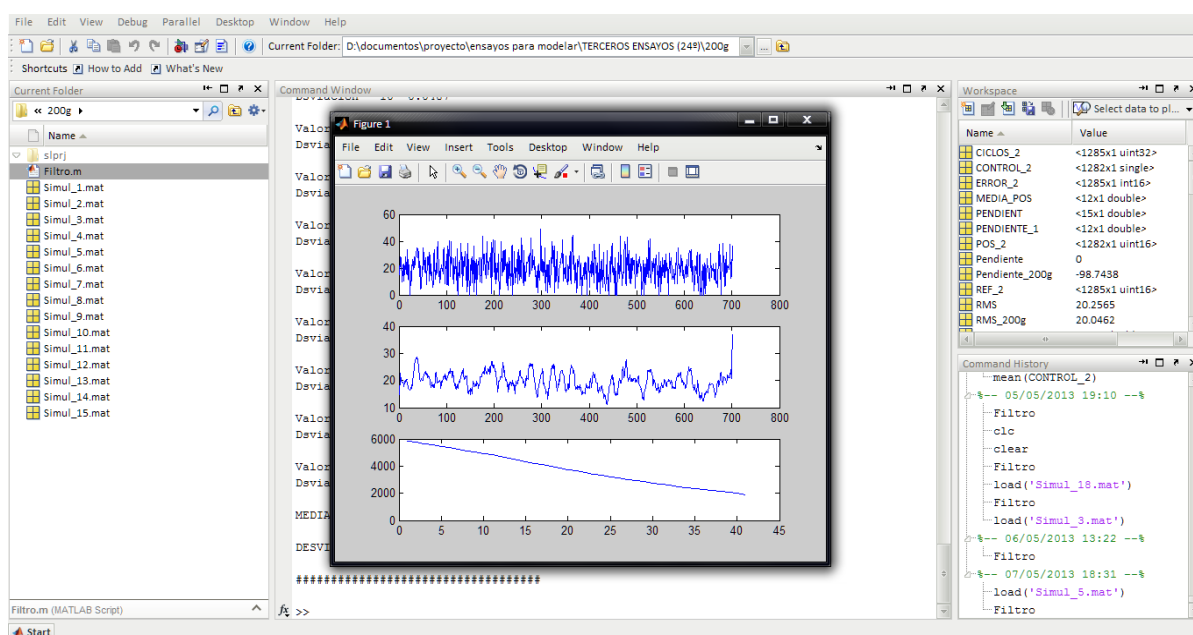 File Edit View Debug Parallel Desktop Window Help
Current Folder: D:\documentos\proyecto\ensayos para modelar\TERCEROS ENSAYOS (24º)\200g
Shortcuts How to Add What's New
Current Folder
« 200g
Name
slprj
Filtro.m
Simul_1.mat
Simul_2.mat
Simul_3.mat
Simul_4.mat
Simul_5.mat
Simul_6.mat
Simul_7.mat
Simul_8.mat
Simul_9.mat
Simul_10.mat
Simul_11.mat
Simul_12.mat
Simul_13.mat
Simul_14.mat
Simul_15.mat
Filtro.m (MATLAB Script)
Start
Command Window
Valor
Dsvia
Valor
Dsvia
Valor
Dsvia
Valor
Dsvia
Valor
Dsvia
Valor
Dsvia
Valor
Dsvia
Valor
Dsvia
MEDIA
DESVI
###################################
fx >>
Figure 1
File Edit View Insert Tools Desktop Window Help
60
40
20
0
0 100 200 300 400 500 600 700 800
40
30
20
10
0 100 200 300 400 500 600 700 800
6000
4000
2000
0
0 5 10 15 20 25 30 35 40 45
Workspace
Select data to pl...
Name Value
CICLOS_2 <1285x1 uint32>
CONTROL_2 <1282x1 single>
ERROR_2 <1285x1 int16>
MEDIA_POS <12x1 double>
PENDIENT <15x1 double>
PENDIENTE_1 <12x1 double>
POS_2 <1282x1 uint16>
Pendiente 0
Pendiente_200g -98.7438
REF_2 <1285x1 uint16>
RMS 20.2565
RMS_200g 20.0462
Command History
mean(CONTROL_2)
%-- 05/05/2013 19:10 --%
Filtro
clc
clear
Filtro
load('Simul_18.mat')
Filtro
load('Simul_3.mat')
%-- 06/05/2013 13:22 --%
Filtro
%-- 07/05/2013 18:31 --%
load('Simul_5.mat')
Filtro